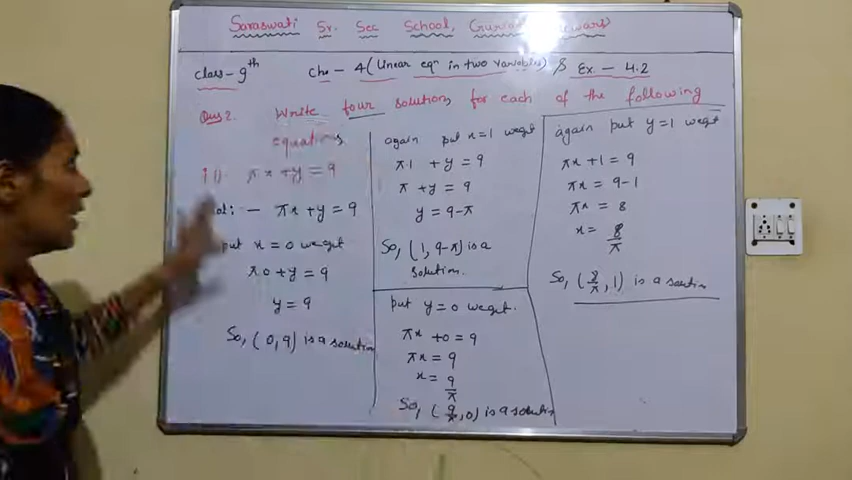 Saraswati Sr. Sec School,
class-9th Cha - 4 (Linear eqn in two variables) & Ex. - 4.2
Ques 2. Write four solutions for each of the following
equations
πx + y = 9
- πx + y = 9
put x = 0 we get
π0 + y = 9
y = 9
So, (0, 9) is a solution
again put x = 1 we get
π1 + y = 9
π + y = 9
y = 9 - π
So, (1, 9 - π) is a
solution.
put y = 0 we get.
πx + 0 = 9
πx = 9
x = 9/π
So, (9/π, 0) is a solution
again put y = 1 we get
πx + 1 = 9
πx = 9 - 1
πx = 8
x = 8/π
So, (8/π, 1) is a solution